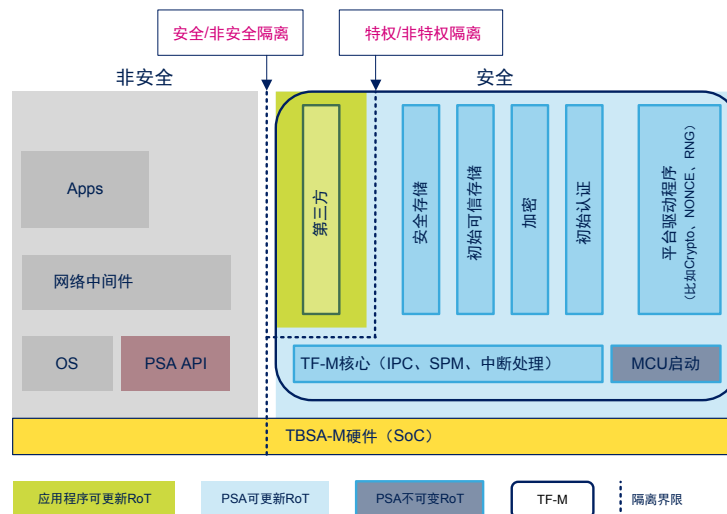 安全/非安全隔离
特权/非特权隔离
非安全
安全
Apps
网络中间件
OS
PSA API
第三方
安全存储
初始可信存储
加密
初始认证
平台驱动程序
（比如Crypto、NONCE、RNG）
TF-M核心（IPC、SPM、中断处理）
MCU启动
TBSA-M硬件（SoC）
应用程序可更新RoT
PSA可更新RoT
PSA不可变RoT
TF-M
隔离界限